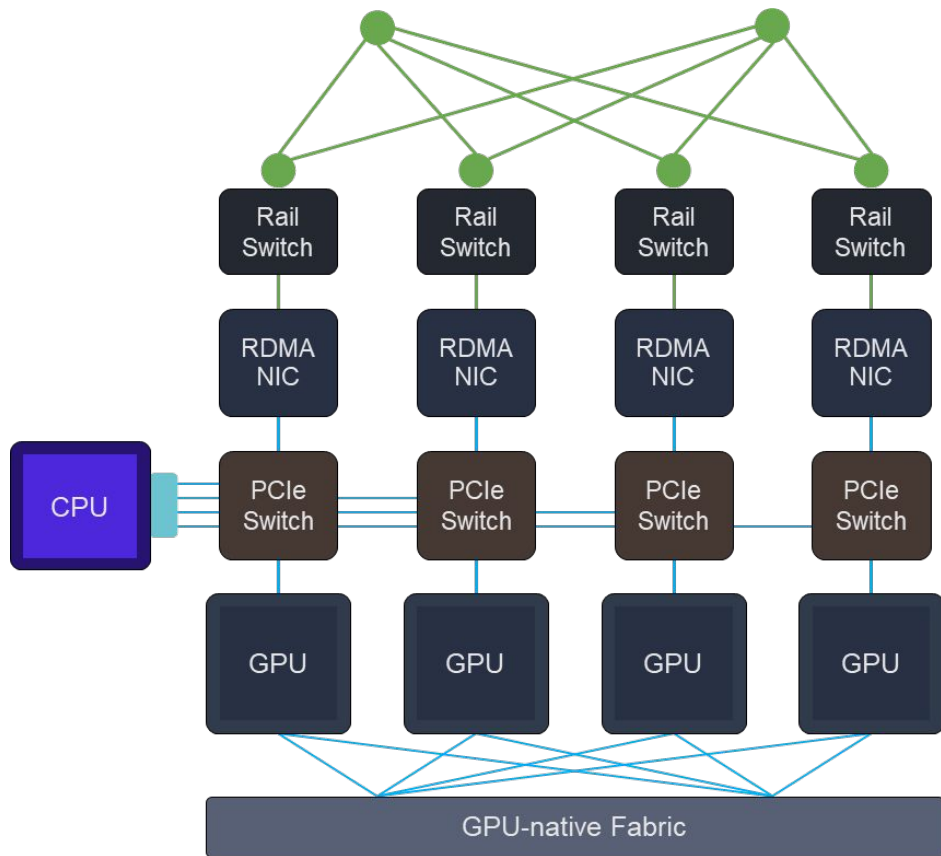 Rail
Switch
Rail
Switch
Rail
Switch
Rail
Switch
RDMA
NIC
RDMA
NIC
RDMA
NIC
RDMA
NIC
CPU
PCIe
Switch
PCIe
Switch
PCIe
Switch
PCIe
Switch
GPU
GPU
GPU
GPU
GPU-native Fabric